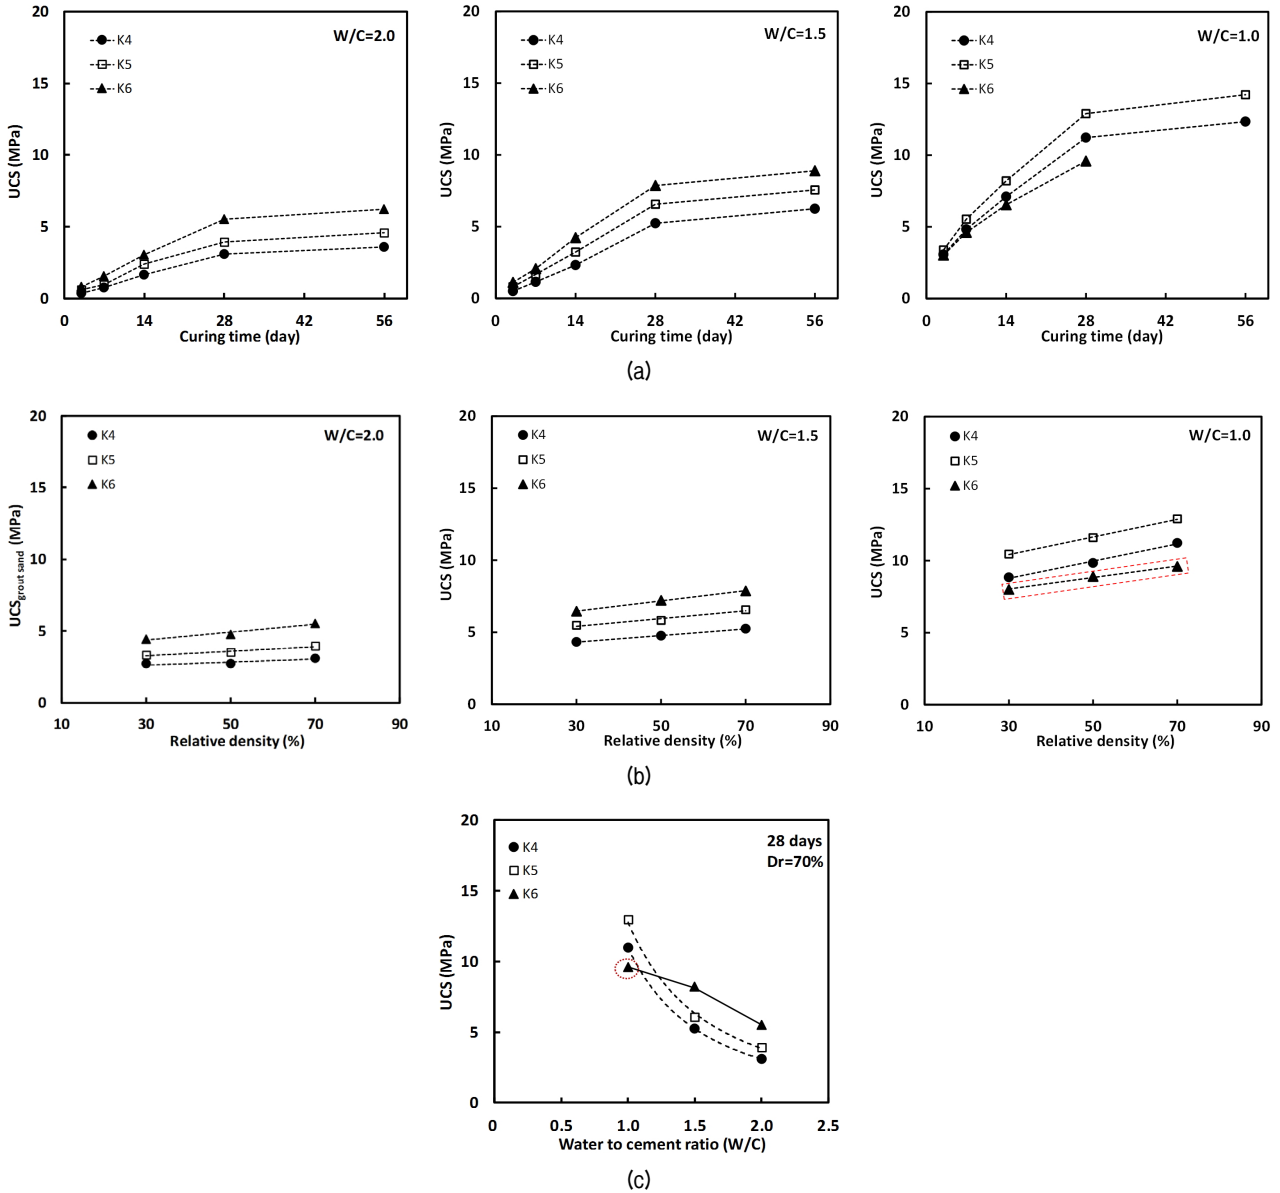 20
15
10
5
0
UCS (MPa)
K4
K5
K6
W/C=2.0
0 14 28 42 56
Curing time (day)
20
15
10
5
0
UCS (MPa)
K4
K5
K6
W/C=1.5
0 14 28 42 56
Curing time (day)
20
15
10
5
0
UCS (MPa)
K4
K5
K6
W/C=1.0
0 14 28 42 56
Curing time (day)
(a)
20
15
10
5
0
UCSgrout sand (MPa)
K4
K5
K6
W/C=2.0
10 30 50 70 90
Relative density (%)
20
15
10
5
0
UCS (MPa)
K4
K5
K6
W/C=1.5
10 30 50 70 90
Relative density (%)
20
15
10
5
0
UCS (MPa)
K4
K5
K6
W/C=1.0
10 30 50 70 90
Relative density (%)
(b)
20
15
10
5
0
UCS (MPa)
K4
K5
K6
28 days
Dr=70%
0 0.5 1.0 1.5 2.0 2.5
Water to cement ratio (W/C)
(c)